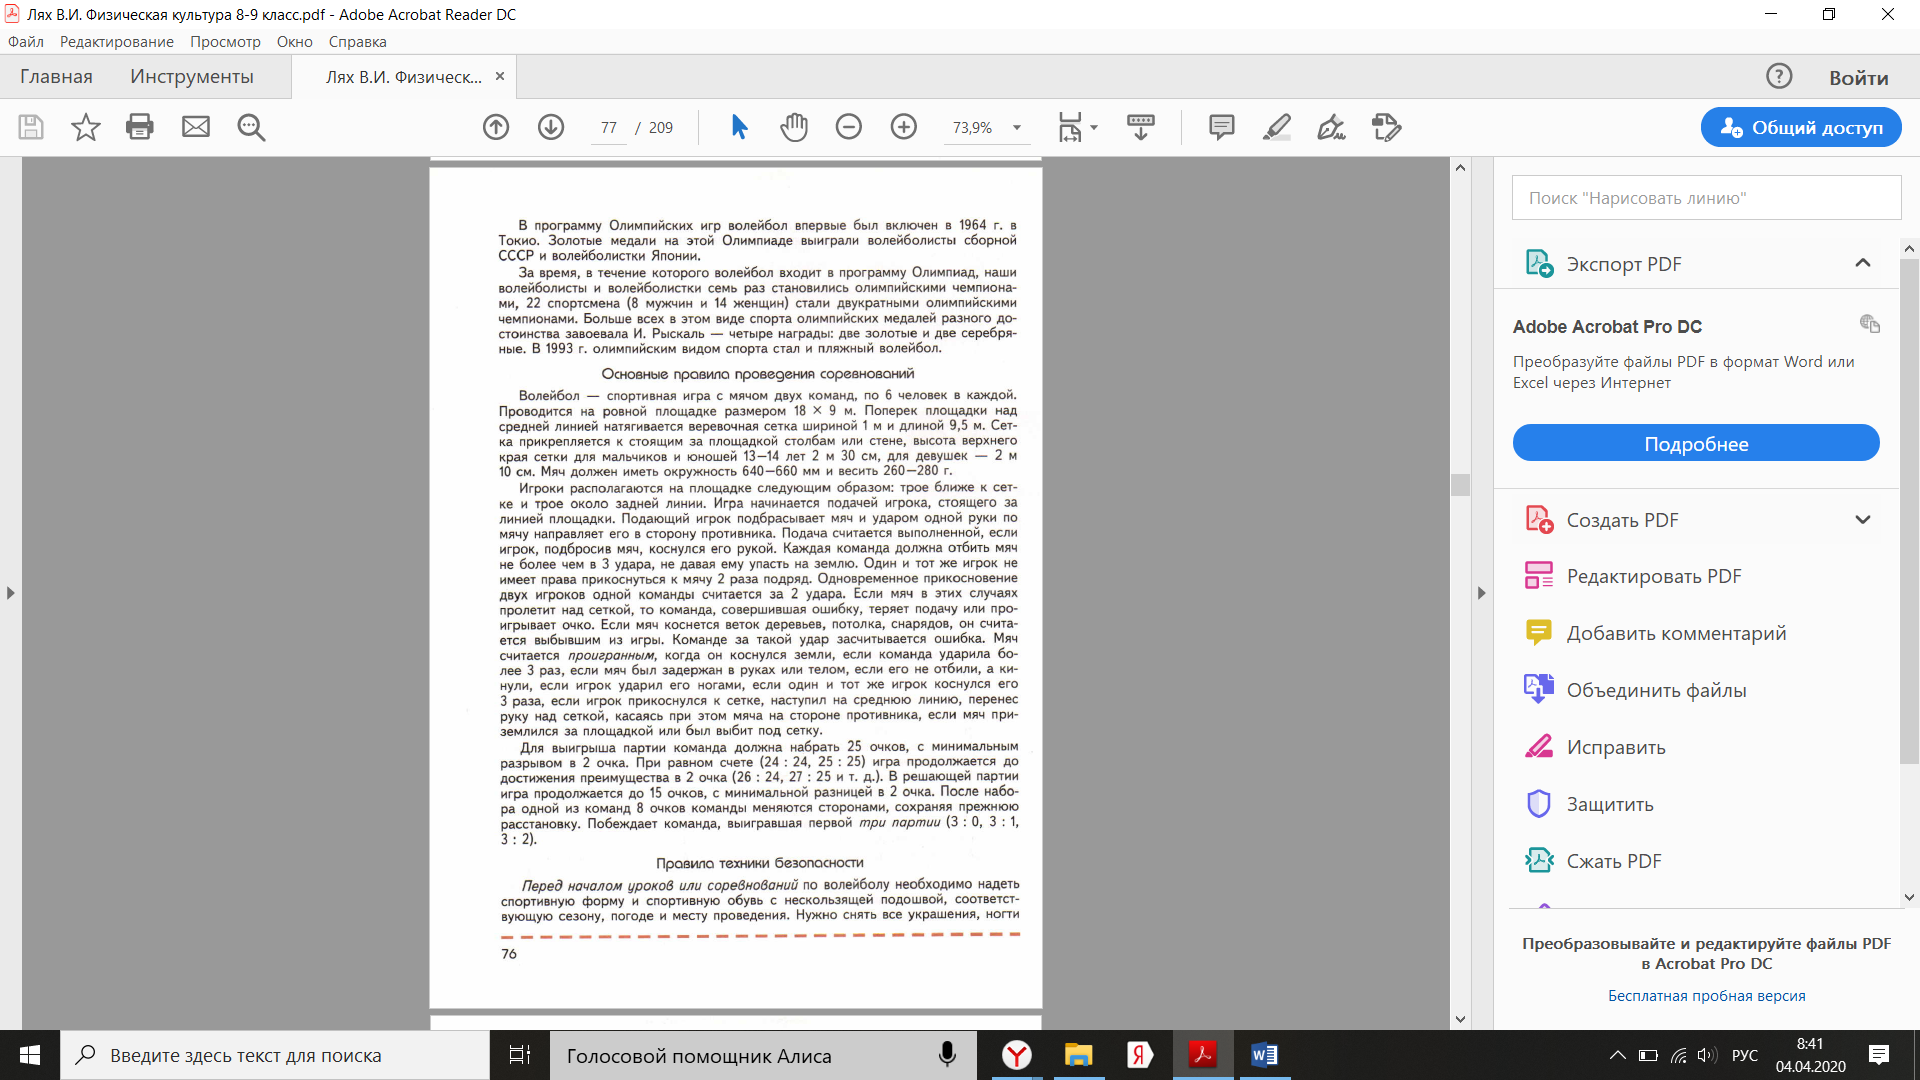 Лях В.И. Физическая культура 8-9 класс.pdf - Adobe Acrobat Reader DC
Файл Редактирование Просмотр Окно Справка
Главная Инструменты Лях В.И. Физическ... ×
? Войти
77 / 209 73,9%
Общий доступ
В программу Олимпийских игр волейбол впервые был включен в 1964 г. в
Токио. Золотые медали на этой Олимпиаде выиграли волейболисты сборной
СССР и волейболистки Японии.
За время, в течение которого волейбол входит в программу Олимпиад, наши
волейболисты и волейболистки семь раз становились олимпийскими чемпиона-
ми, 22 спортсмена (8 мужчин и 14 женщин) стали двукратными олимпийскими
чемпионами. Больше всех в этом виде спорта олимпийских медалей разного до-
стоинства завоевала И. Рыскаль — четыре награды: две золотые и две серебря-
ные. В 1993 г. олимпийским видом спорта стал и пляжный волейбол.
Основные правила проведения соревнований
Волейбол — спортивная игра с мячом двух команд, по 6 человек в каждой.
Проводится на ровной площадке размером 18 × 9 м. Поперек площадки над
средней линией натягивается веревочная сетка шириной 1 м и длиной 9,5 м. Сет-
ка прикрепляется к стоящим за площадкой столбам или стене, высота верхнего
края сетки для мальчиков и юношей 13—14 лет 2 м 30 см, для девушек — 2 м
10 см. Мяч должен иметь окружность 640—660 мм и весить 260—280 г.
Игроки располагаются на площадке следующим образом: трое ближе к сет-
ке и трое около задней линии. Игра начинается подачей игрока, стоящего за
линией площадки. Подающий игрок подбрасывает мяч и ударом одной руки по
мячу направляет его в сторону противника. Подача считается выполненной, если
игрок, подбросив мяч, коснулся его рукой. Каждая команда должна отбить мяч
не более чем в 3 удара, не давая ему упасть на землю. Один и тот же игрок не
имеет права прикоснуться к мячу 2 раза подряд. Одновременное прикосновение
двух игроков одной команды считается за 2 удара. Если мяч в этих случаях
пролетит над сеткой, то команда, совершившая ошибку, теряет подачу или про-
игрывает очко. Если мяч коснется веток деревьев, потолка, снарядов, он счита-
ется выбывшим из игры. Команде за такой удар засчитывается ошибка. Мяч
считается проигранным, когда он коснулся земли, если команда ударила бо-
лее 3 раз, если мяч был задержан в руках или телом, если его не отбили, а ки-
нули, если игрок ударил его ногами, если один и тот же игрок коснулся его
3 раза, если игрок прикоснулся к сетке, наступил на среднюю линию, перенес
руку над сеткой, касаясь при этом мяча на стороне противника, если мяч при-
землился за площадкой или был выбит под сетку.
Для выигрыша партии команда должна набрать 25 очков, с минимальным
разрывом в 2 очка. При равном счете (24 : 24, 25 : 25) игра продолжается до
достижения преимущества в 2 очка (26 : 24, 27 : 25 и т. д.). В решающей партии
игра продолжается до 15 очков, с минимальной разницей в 2 очка. После набо-
ра одной из команд 8 очков команды меняются сторонами, сохраняя прежнюю
расстановку. Побеждает команда, выигравшая первой три партии (3 : 0, 3 : 1,
3 : 2).
Правила техники безопасности
Перед началом уроков или соревнований по волейболу необходимо надеть
спортивную форму и спортивную обувь с нескользящей подошвой, соответст-
вующую сезону, погоде и месту проведения. Нужно снять все украшения, ногти
76
Поиск "Нарисовать линию"
Экспорт PDF
Adobe Acrobat Pro DC
Преобразуйте файлы PDF в формат Word или
Excel через Интернет
Подробнее
Создать PDF
Редактировать PDF
Добавить комментарий
Объединить файлы
Исправить
Защитить
Сжать PDF
Преобразовывайте и редактируйте файлы PDF
в Acrobat Pro DC
Бесплатная пробная версия
Введите здесь текст для поиска
Голосовой помощник Алиса
РУС
8:41
04.04.2020